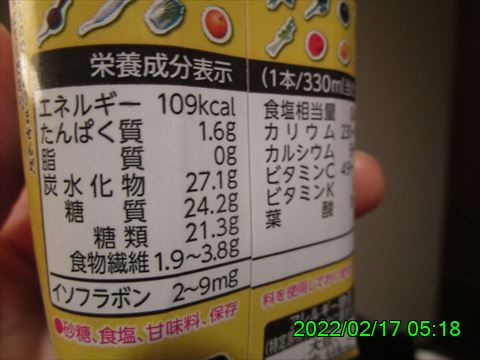 栄養成分表示
(1本/330ml
エネルギー 109kcal
たんぱく質 1.6g
脂質 0g
炭水化物 27.1g
糖質 24.2g
糖類 21.3g
食物繊維 1.9~3.8g
イソフラボン 2~9mg
食塩相当量
カリウム
カルシウム
ビタミンC
ビタミンK
葉酸
●砂糖、食塩、甘味料、保存
料を使用して
2022/02/17 05:18